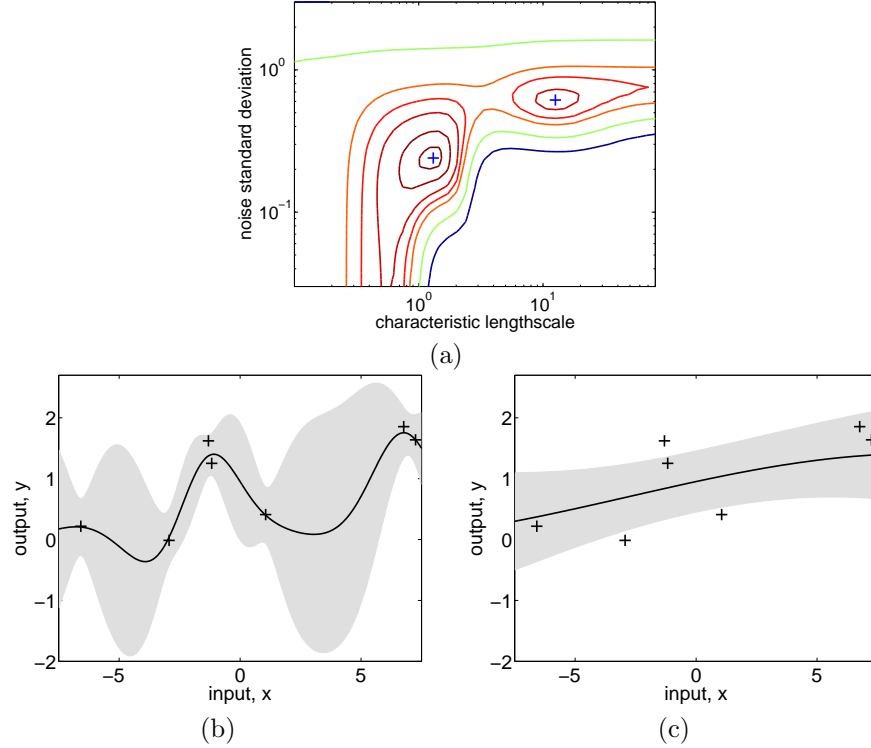 noise standard deviation
10^0
10^−1
10^0
10^1
characteristic lengthscale
(a)
output, y
2
1
0
−1
−2
−5
0
5
input, x
(b)
output, y
2
1
0
−1
−2
−5
0
5
input, x
(c)